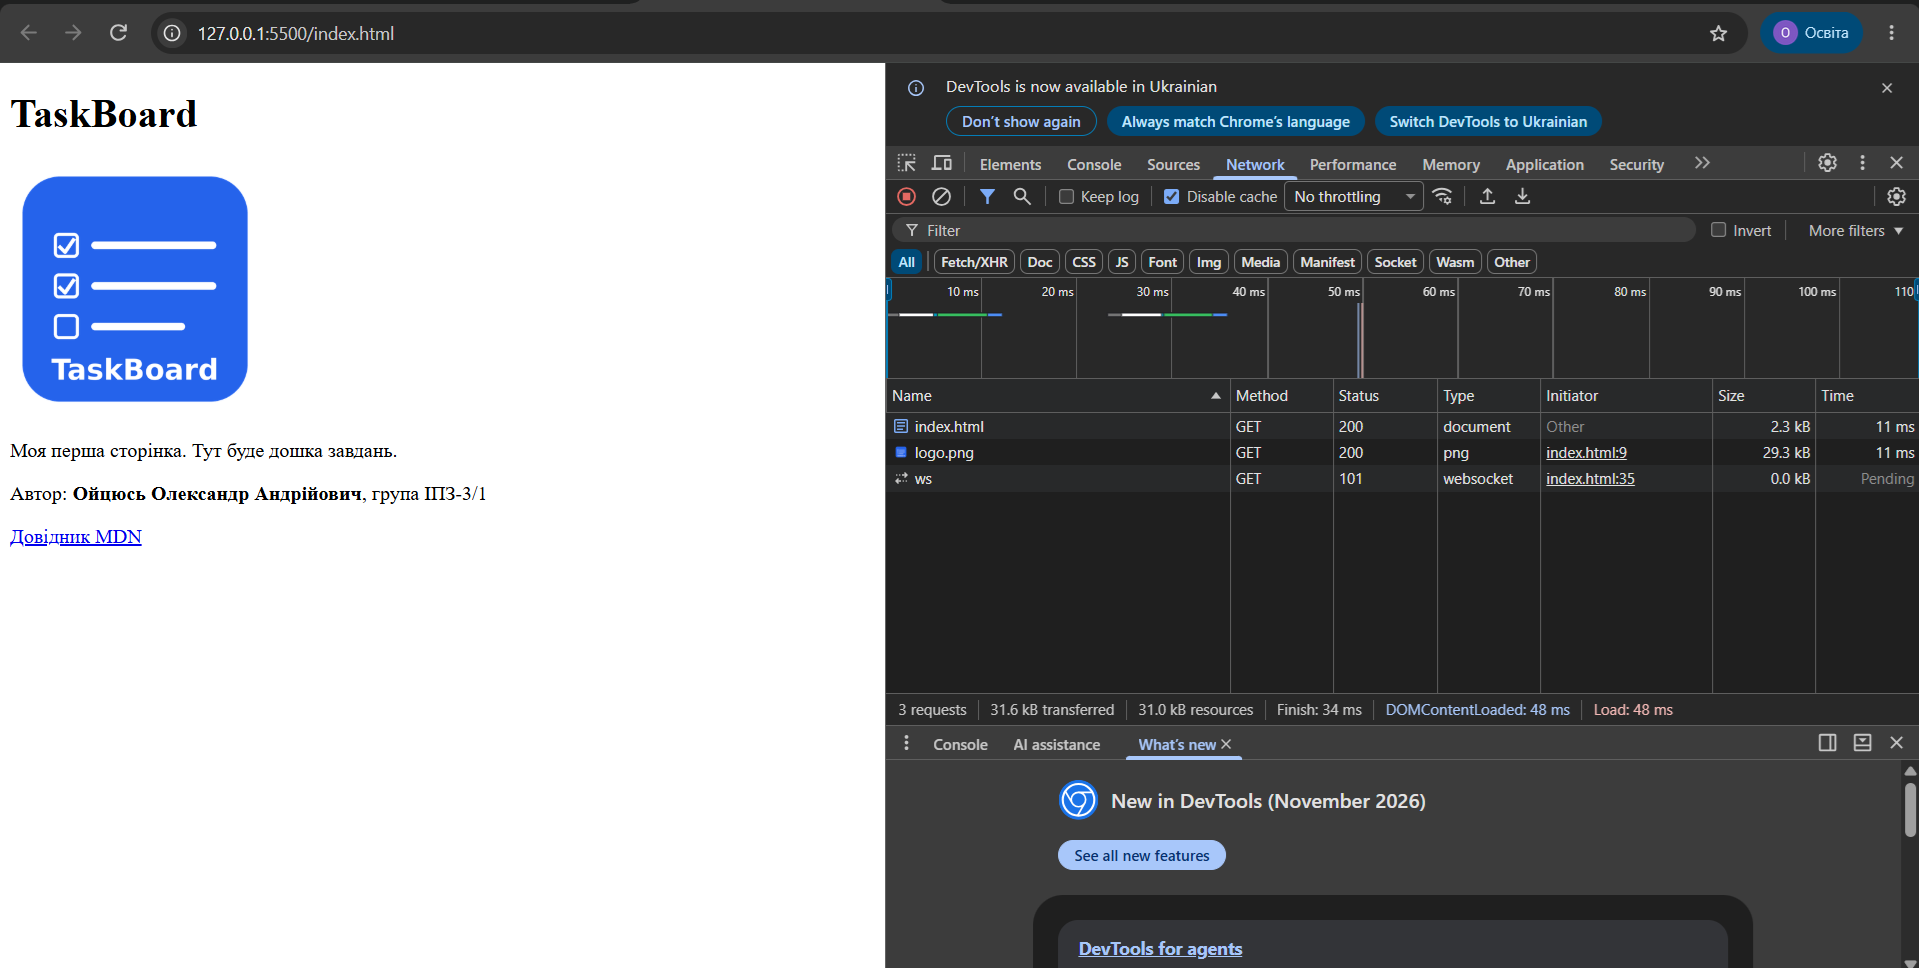 127.0.0.1:5500/index.html
О Освіта
TaskBoard
TaskBoard
Моя перша сторінка. Тут буде дошка завдань.
Автор: Ойцюсь Олександр Андрійович, група ІПЗ-3/1
Довідник MDN
DevTools is now available in Ukrainian
Don't show again Always match Chrome's language Switch DevTools to Ukrainian
Elements Console Sources Network Performance Memory Application Security
Keep log Disable cache No throttling
Filter Invert More filters
All Fetch/XHR Doc CSS JS Font Img Media Manifest Socket Wasm Other
10 ms 20 ms 30 ms 40 ms 50 ms 60 ms 70 ms 80 ms 90 ms 100 ms 110
Name Method Status Type Initiator Size Time
index.html GET 200 document Other 2.3 kB 11 ms
logo.png GET 200 png index.html:9 29.3 kB 11 ms
ws GET 101 websocket index.html:35 0.0 kB Pending
3 requests 31.6 kB transferred 31.0 kB resources Finish: 34 ms DOMContentLoaded: 48 ms Load: 48 ms
Console AI assistance What's new
New in DevTools (November 2026)
See all new features
DevTools for agents